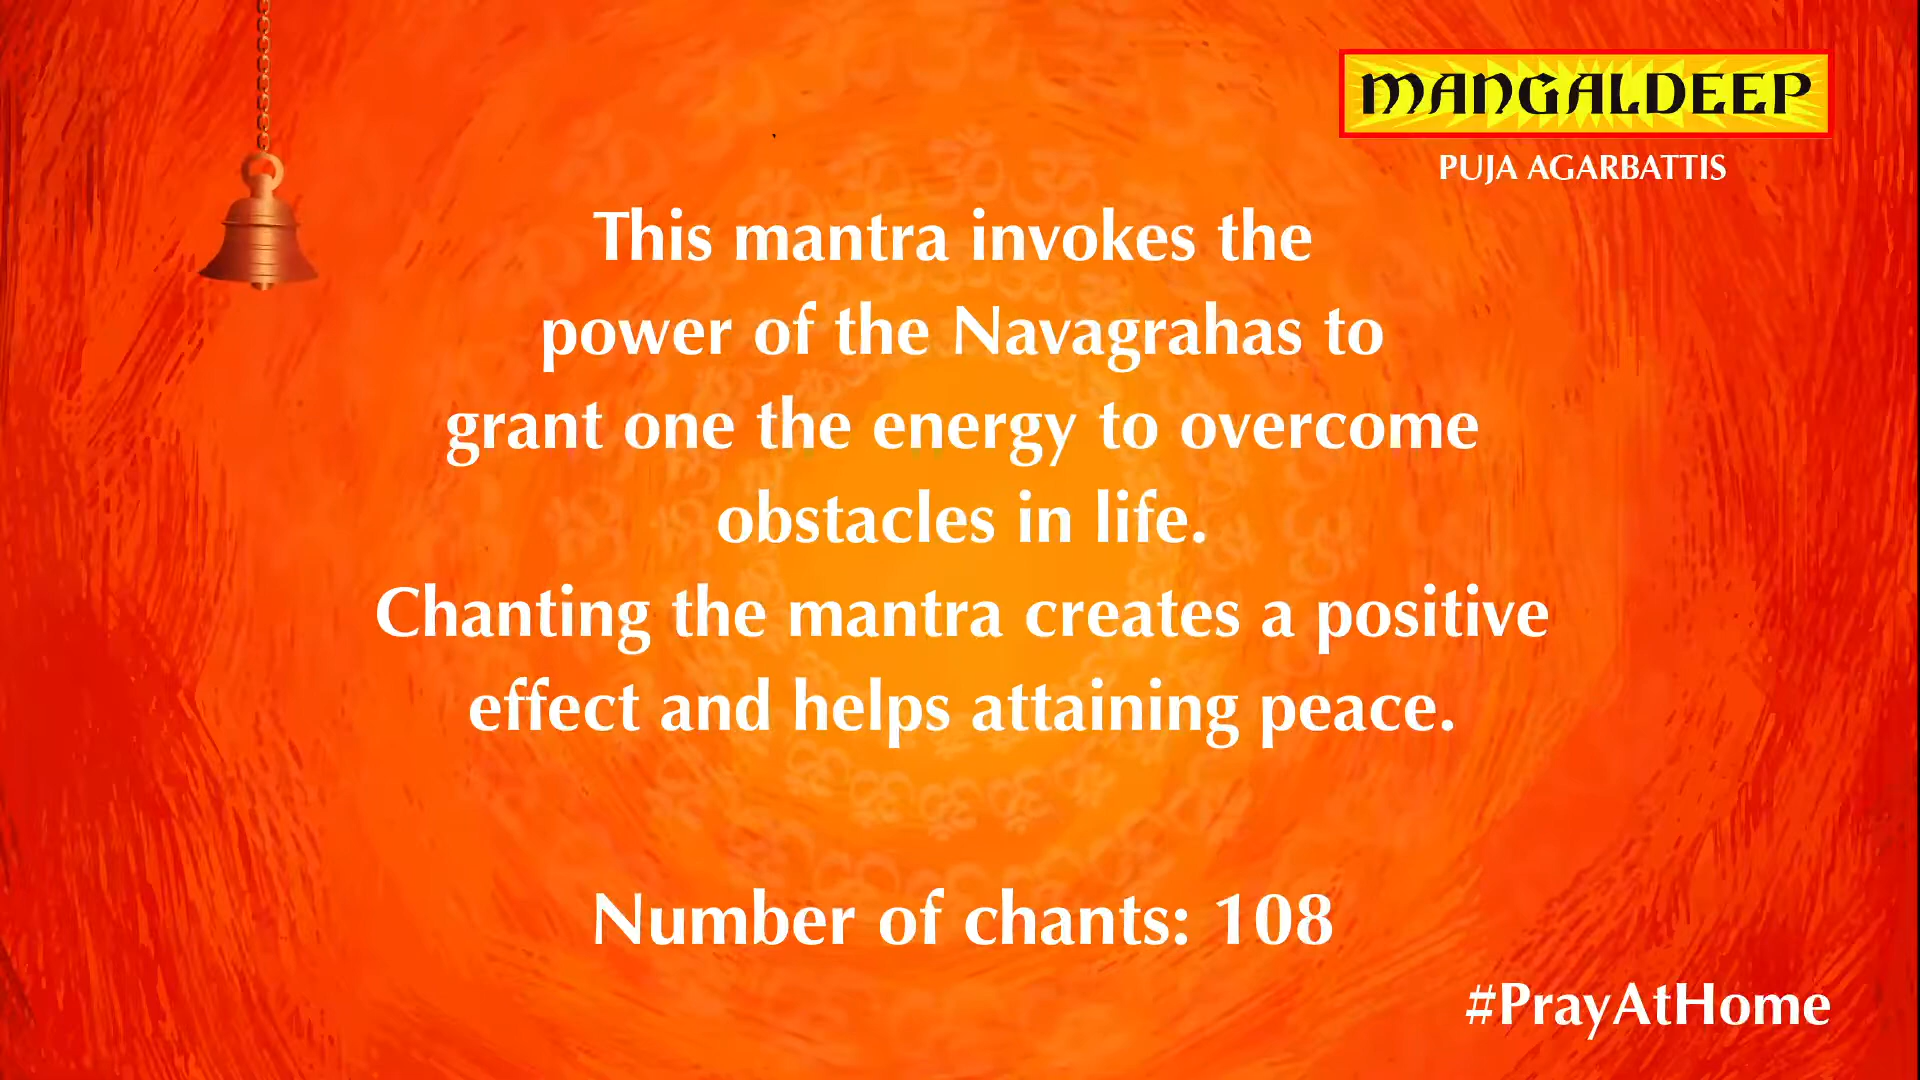 MANGALDEEP
PUJA AGARBATTIS
This mantra invokes the
power of the Navagrahas to
grant one the energy to overcome
obstacles in life.
Chanting the mantra creates a positive
effect and helps attaining peace.
Number of chants: 108
#PrayAtHome